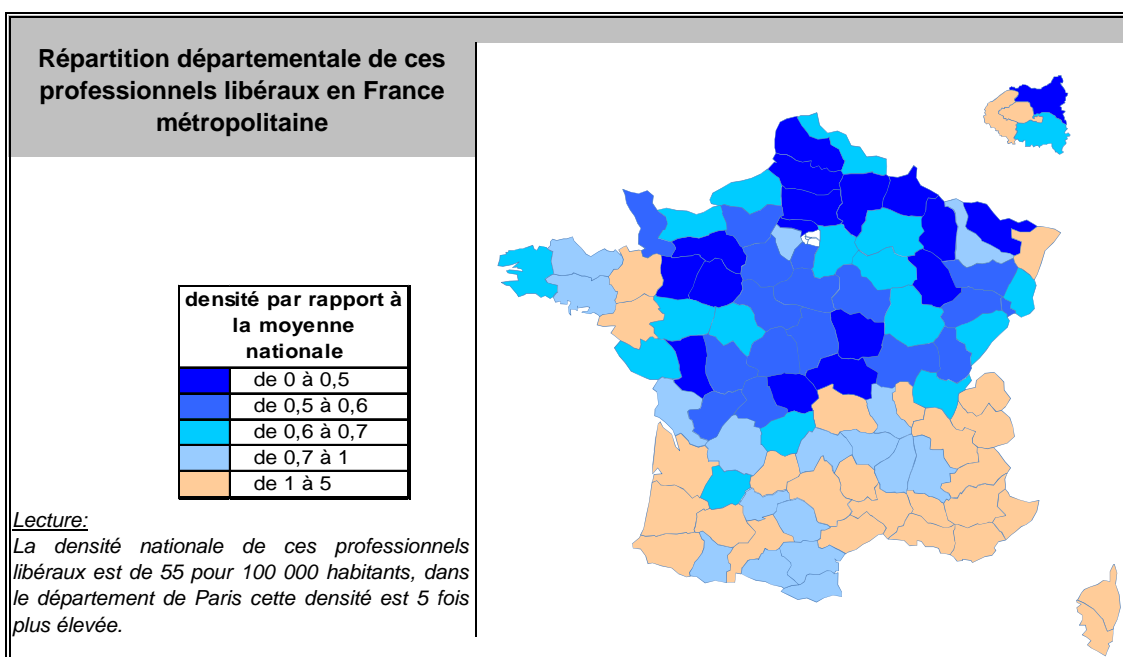 Répartition départementale de ces
professionnels libéraux en France
métropolitaine
densité par rapport à
la moyenne
nationale
de 0 à 0,5
de 0,5 à 0,6
de 0,6 à 0,7
de 0,7 à 1
de 1 à 5
Lecture:
La densité nationale de ces professionnels
libéraux est de 55 pour 100 000 habitants, dans
le département de Paris cette densité est 5 fois
plus élevée.